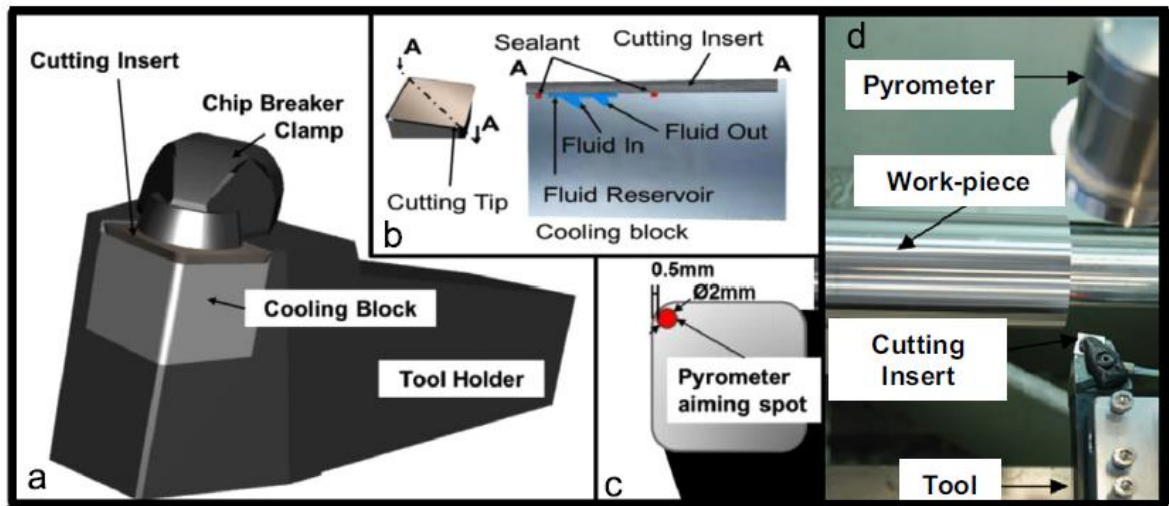 Cutting Insert
Chip Breaker
Clamp
Cooling Block
Tool Holder
a
A
A
Cutting Tip
Sealant
Cutting Insert
A
A
Fluid In
Fluid Out
Fluid Reservoir
Cooling block
b
0.5mm
Ø2mm
Pyrometer
aiming spot
c
d
Pyrometer
Work-piece
Cutting
Insert
Tool